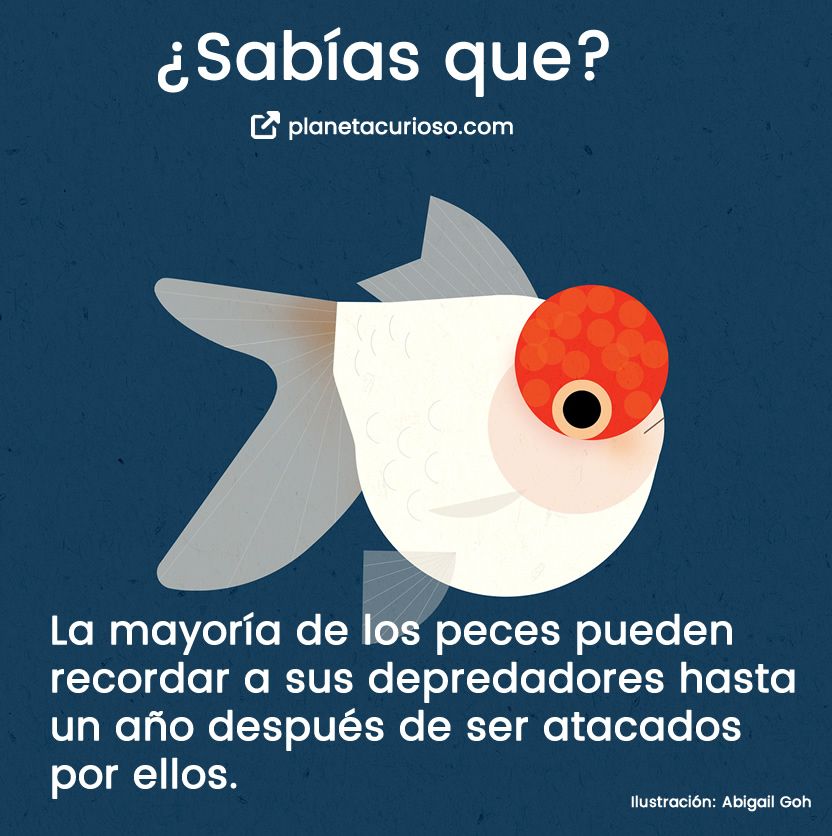 ¿Sabías que?
planetacurioso.com
La mayoría de los peces pueden
recordar a sus depredadores hasta
un año después de ser atacados
por ellos.
Ilustración: Abigail Goh